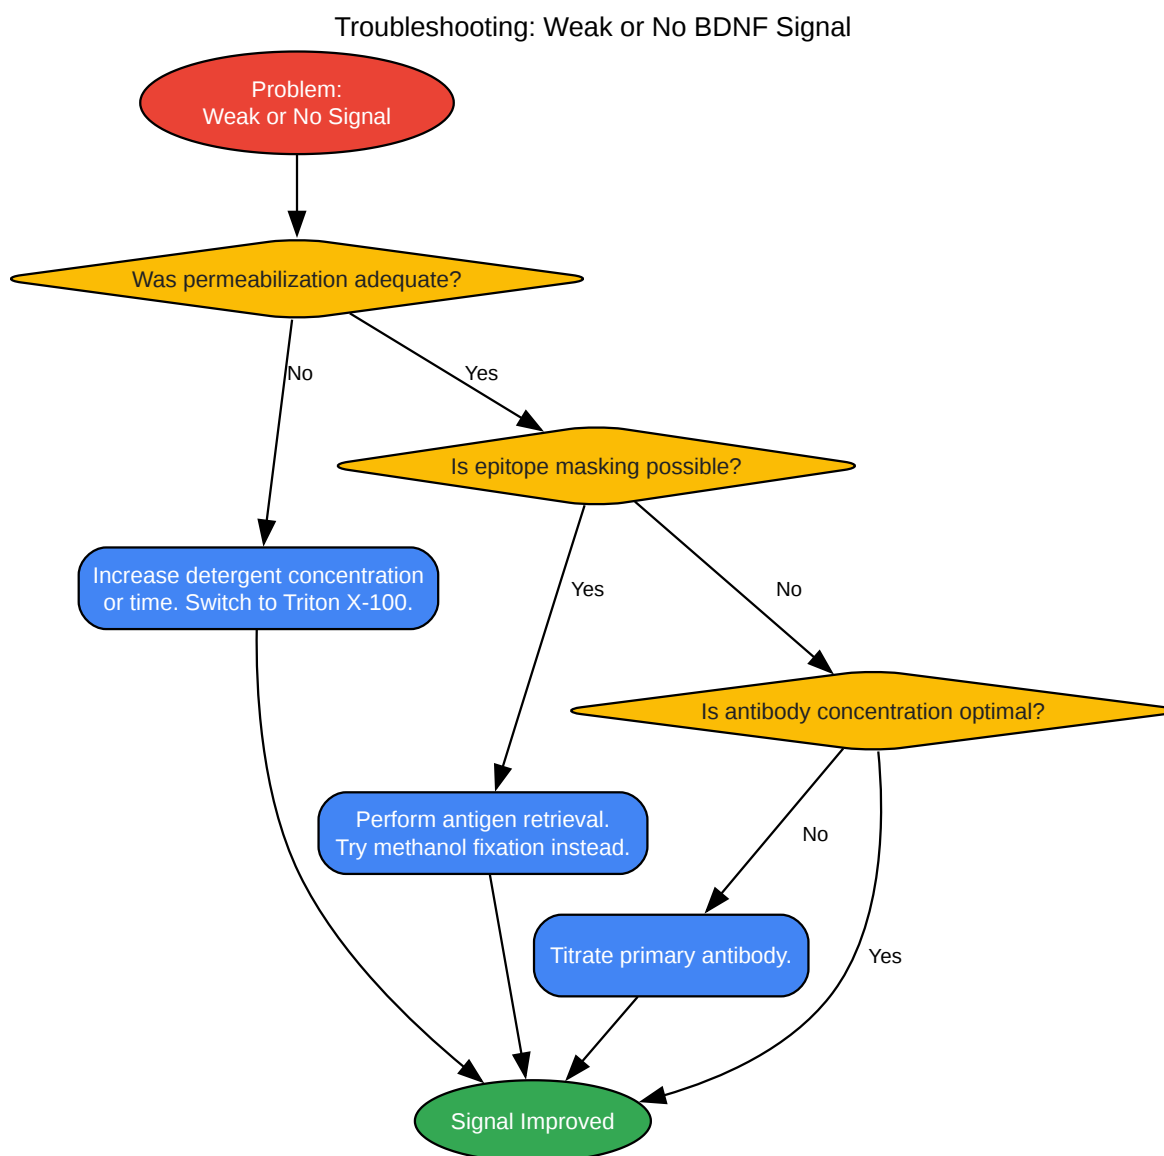 Troubleshooting: Weak or No BDNF Signal
Problem:
Weak or No Signal
Was permeabilization adequate?
No
Yes
Is epitope masking possible?
Increase detergent concentration
or time. Switch to Triton X-100.
Yes
No
Is antibody concentration optimal?
Perform antigen retrieval.
Try methanol fixation instead.
No
Titrate primary antibody.
Yes
Signal Improved